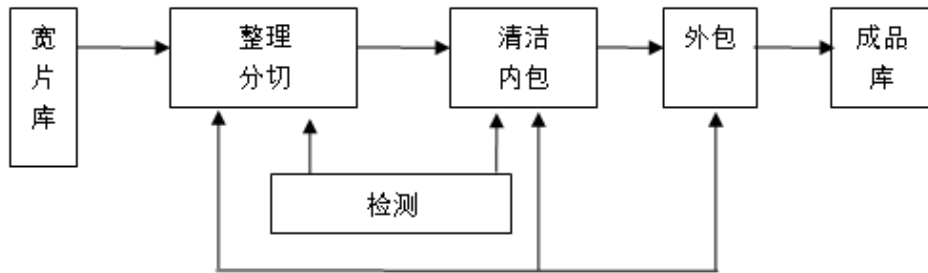 宽
片
库
整理
分切
清洁
内包
外包
成品
库
检测